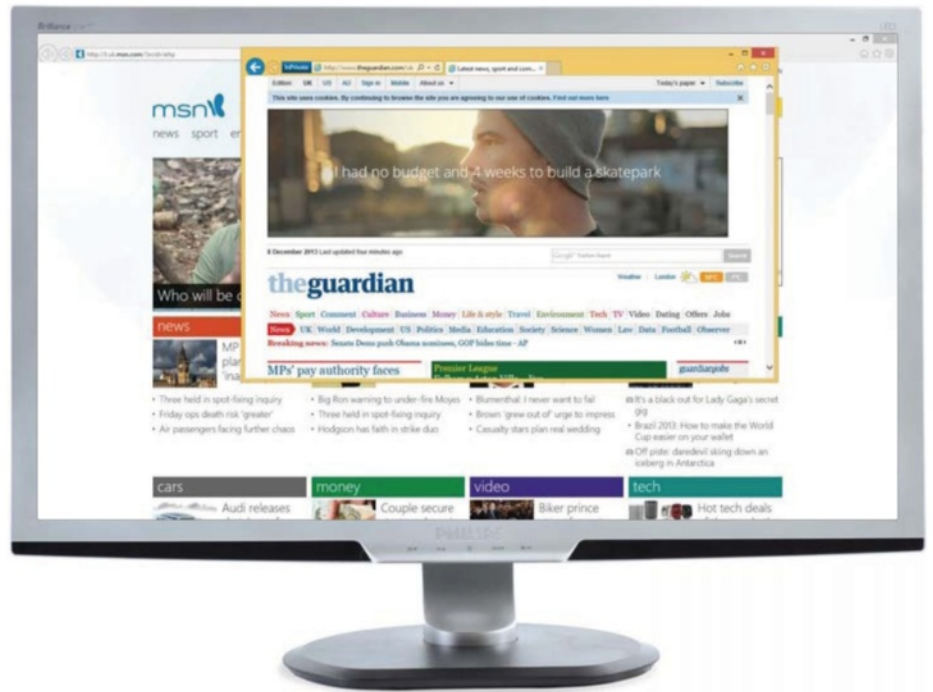 Brilliance
http://t.uk.msn.com/?ocid=iehp
InPrivate
http://www.theguardian.com/uk
Latest news, sport and com...
Edition: UK US AU Sign in Mobile About us
Today's paper Subscribe
This site uses cookies. By continuing to browse the site you are agreeing to our use of cookies. Find out more here
msn
news sport en
I had no budget and 4 weeks to build a skatepark
8 December 2013 Last updated four minutes ago
Search
Weather London
theguardian
Who will be c
News Sport Comment Culture Business Money Life & style Travel Environment Tech TV Video Dating Offers Jobs
News UK World Development US Politics Media Education Society Science Women Law Data Football Observer
Breaking news: Senate Dems push Obama nominees, GOP bides time - AP
news
MPs' pay authority faces
Premier League
guardianjobs
MP
plan
'ina
• Three held in spot-fixing inquiry
• Friday ops death risk 'greater'
• Air passengers facing further chaos
• Big Ron warning to under-fire Moyes
• Three held in spot-fixing inquiry
• Hodgson has faith in strike duo
• Blumenthal: I never want to fail
• Brown 'grew out of' urge to impress
• Casualty stars plan real wedding
It's a black out for Lady Gaga's secret
gig
• Brazil 2013: How to make the World
Cup easier on your wallet
Off piste: daredevil skiing down an
iceberg in Antarctica
cars
money
video
tech
Audi releases
Couple secure
Biker prince
Hot tech deals
PHILIPS